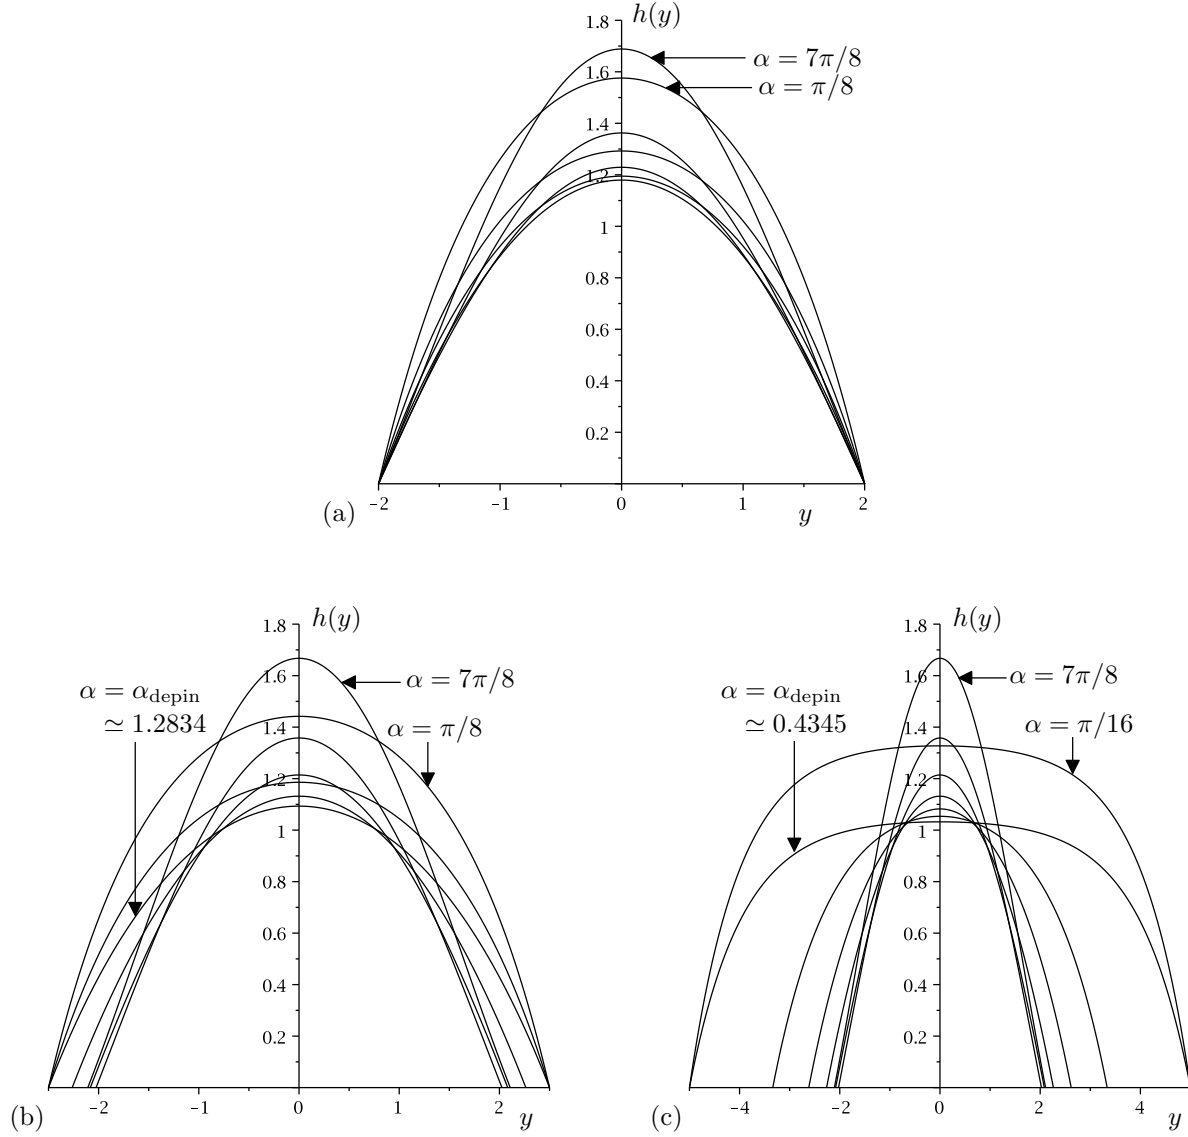 h(y)
1.8
1.6
1.4
1.2
1
0.8
0.6
0.4
0.2
α = 7π/8
α = π/8
-2 -1 0 1 2
(a) y
h(y)
1.8
1.6
1.4
1.2
1
0.8
0.6
0.4
0.2
α = α_depin
≃ 1.2834
α = 7π/8
α = π/8
-2 -1 0 1 2
(b) y
h(y)
1.8
1.6
1.4
1.2
1
0.8
0.6
0.4
0.2
α = α_depin
≃ 0.4345
α = 7π/8
α = π/16
-4 -2 0 2 4
(c) y